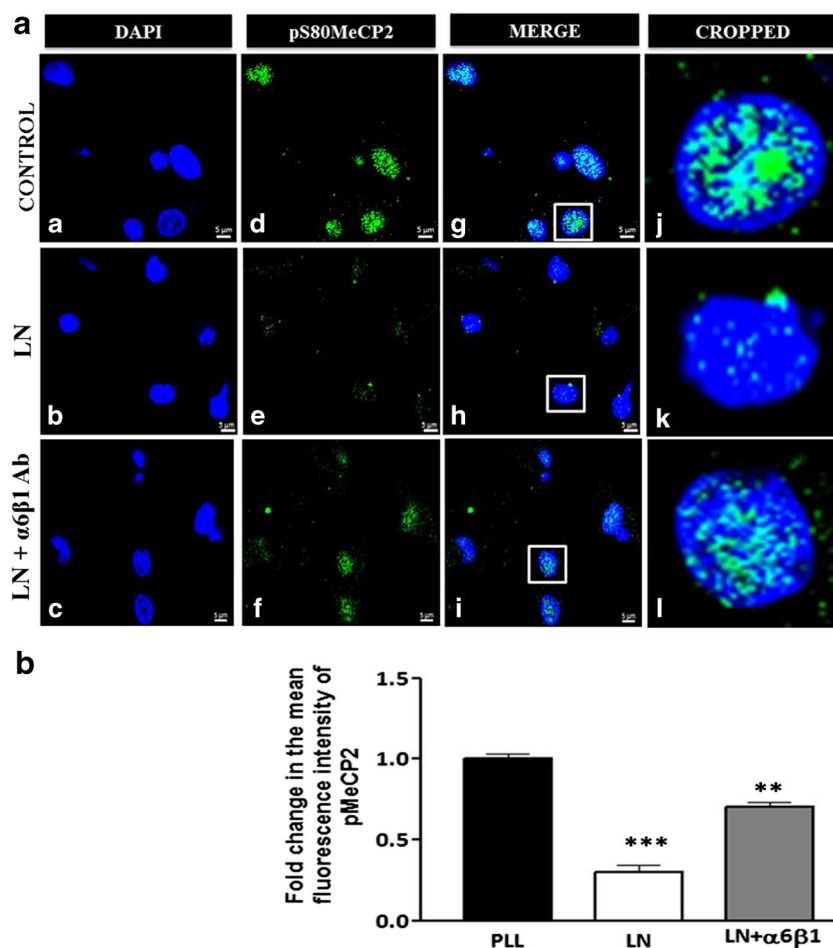 a
DAPI pS80MeCP2 MERGE CROPPED
CONTROL
a 5 µm d 5 µm g 5 µm j
LN
b 5 µm e 5 µm h 5 µm k
LN + α6β1 Ab
c 5 µm f 5 µm i 5 µm l
b
Fold change in the mean
fluorescence intensity of
pMeCP2
1.5
1.0
0.5
0.0
***
**
PLL LN LN+α6β1